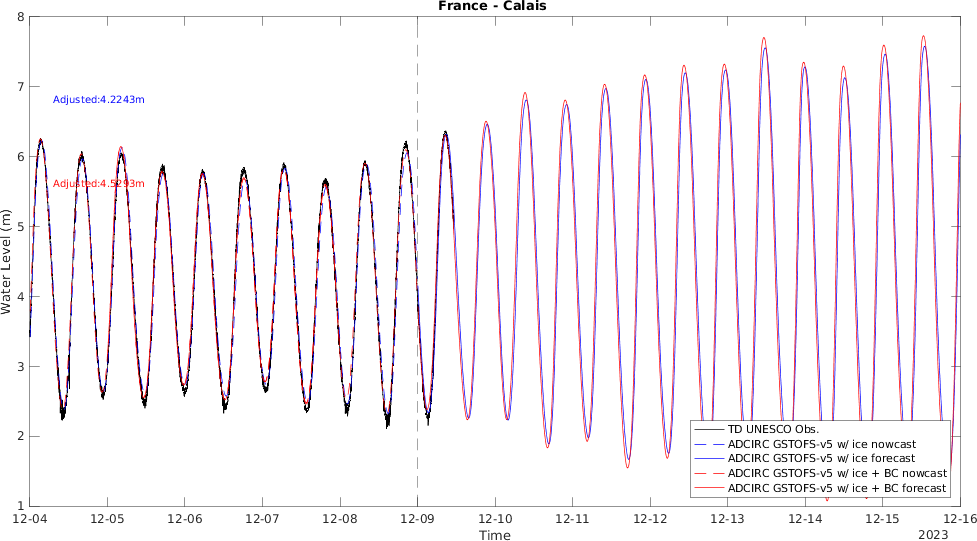 France - Calais
8
7
6
5
4
3
2
1
Water Level (m)
Adjusted:4.2243m
Adjusted:4.5293m
TD UNESCO Obs.
ADCIRC GSTOFS-v5 w/ ice nowcast
ADCIRC GSTOFS-v5 w/ ice forecast
ADCIRC GSTOFS-v5 w/ ice + BC nowcast
ADCIRC GSTOFS-v5 w/ ice + BC forecast
12-04 12-05 12-06 12-07 12-08 12-09 12-10 12-11 12-12 12-13 12-14 12-15 12-16
Time
2023